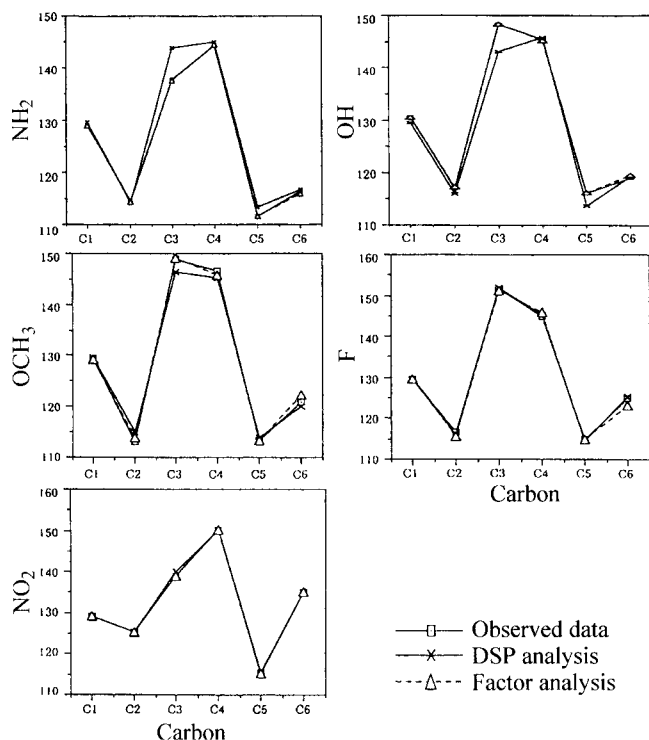 150
140
130
120
110
NH₂
C1 C2 C3 C4 C5 C6
150
140
130
120
110
OH
C1 C2 C3 C4 C5 C6
150
140
130
120
110
OCH₃
C1 C2 C3 C4 C5 C6
160
150
140
130
120
110
F
C1 C2 C3 C4 C5 C6
Carbon
160
150
140
130
120
110
NO₂
C1 C2 C3 C4 C5 C6
Carbon
Observed data
DSP analysis
Factor analysis